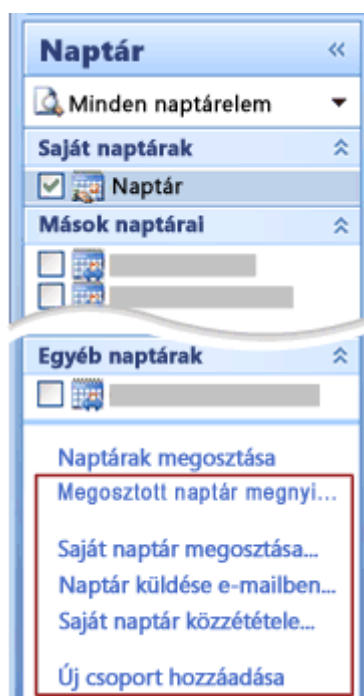 Naptár
Minden naptárelem
Saját naptárak
Naptár
Mások naptárai
Egyéb naptárak
Naptárak megosztása
Megosztott naptár megnyi...
Saját naptár megosztása...
Naptár küldése e-mailben...
Saját naptár közzététele...
Új csoport hozzáadása